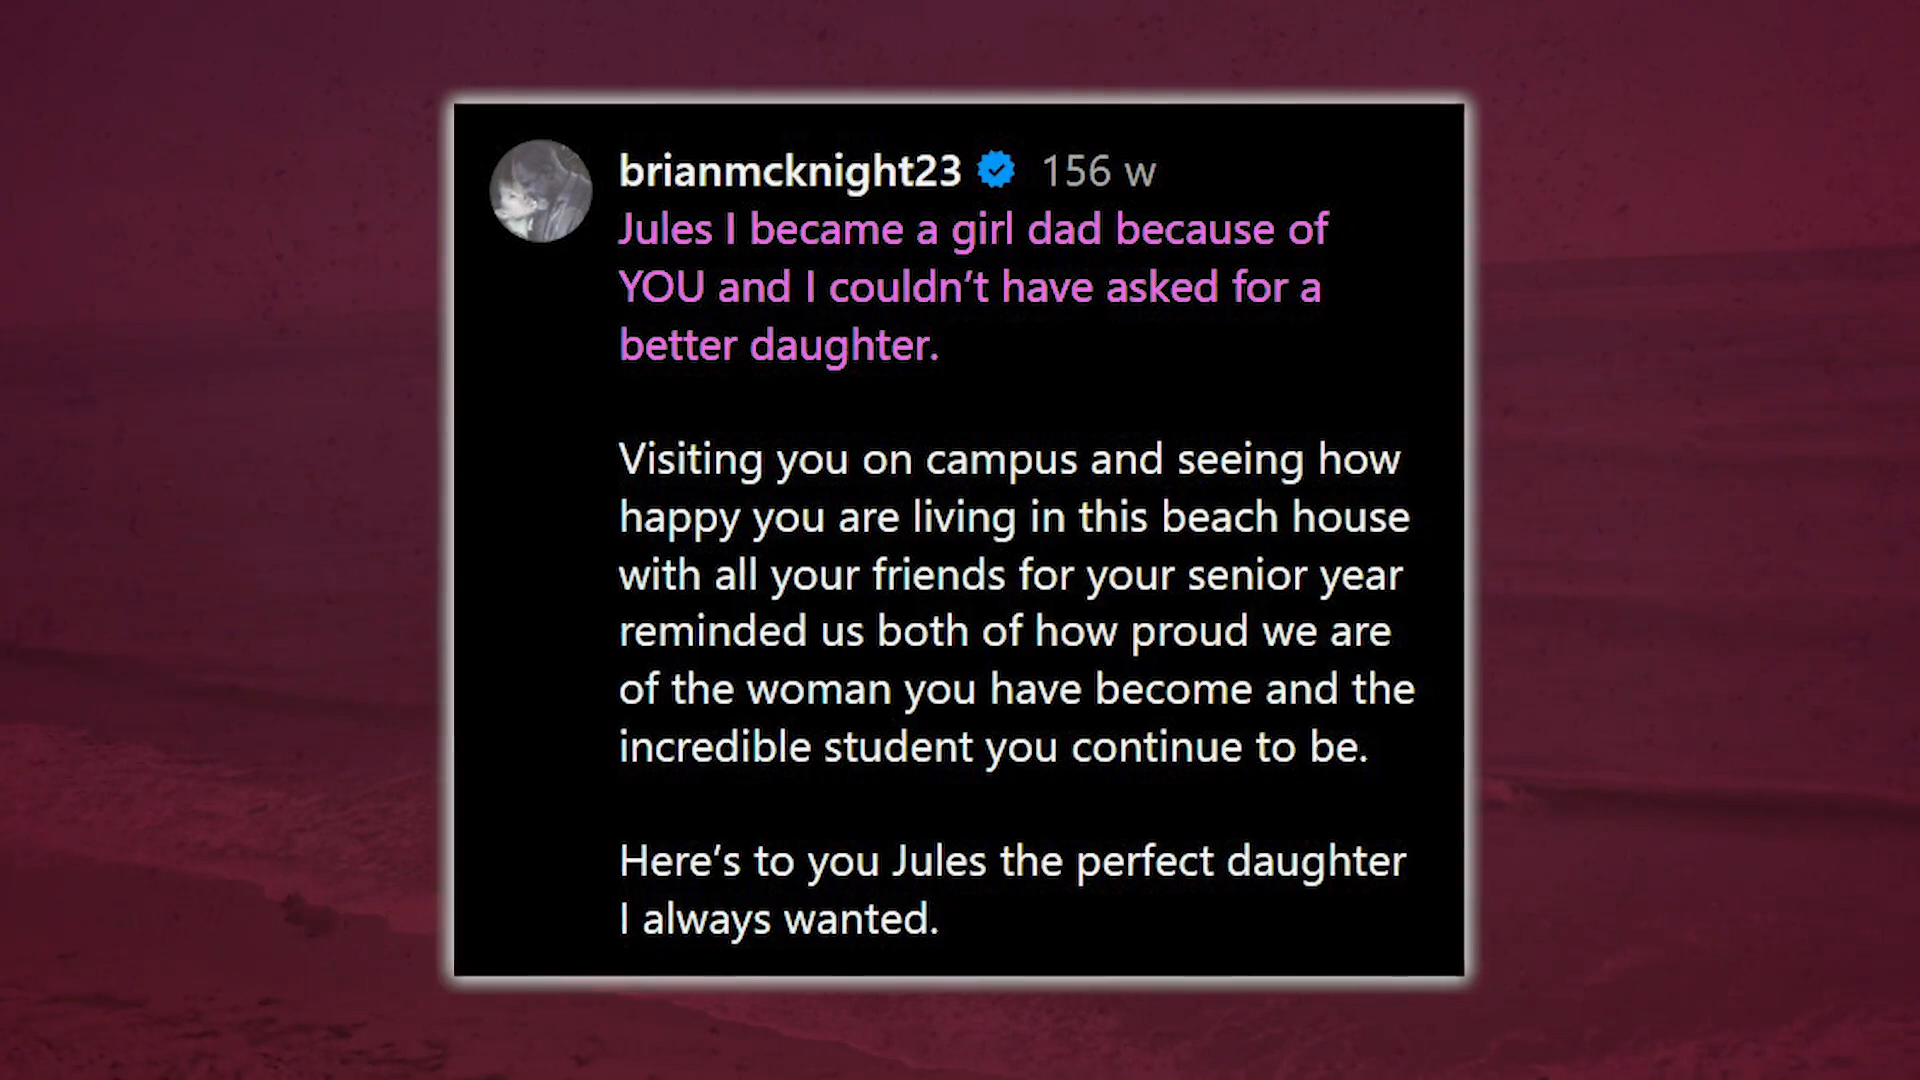 brianmcknight23 156 w
Jules I became a girl dad because of
YOU and I couldn’t have asked for a
better daughter.
Visiting you on campus and seeing how
happy you are living in this beach house
with all your friends for your senior year
reminded us both of how proud we are
of the woman you have become and the
incredible student you continue to be.
Here’s to you Jules the perfect daughter
I always wanted.